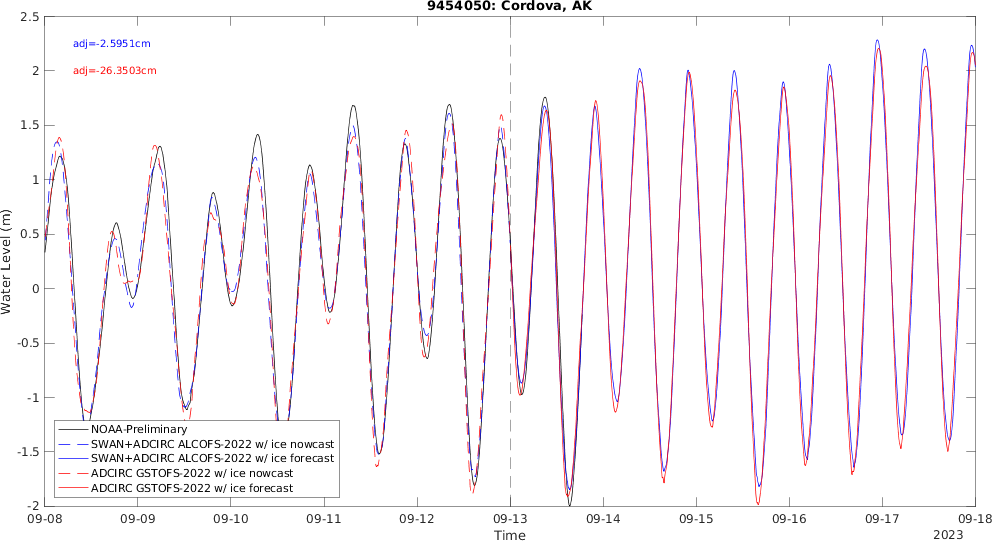 9454050: Cordova, AK
adj=-2.5951cm
adj=-26.3503cm
Water Level (m)
2.5
2
1.5
1
0.5
0
-0.5
-1
-1.5
-2
NOAA-Preliminary
SWAN+ADCIRC ALCOFS-2022 w/ ice nowcast
SWAN+ADCIRC ALCOFS-2022 w/ ice forecast
ADCIRC GSTOFS-2022 w/ ice nowcast
ADCIRC GSTOFS-2022 w/ ice forecast
09-08 09-09 09-10 09-11 09-12 09-13 09-14 09-15 09-16 09-17 09-18
Time
2023